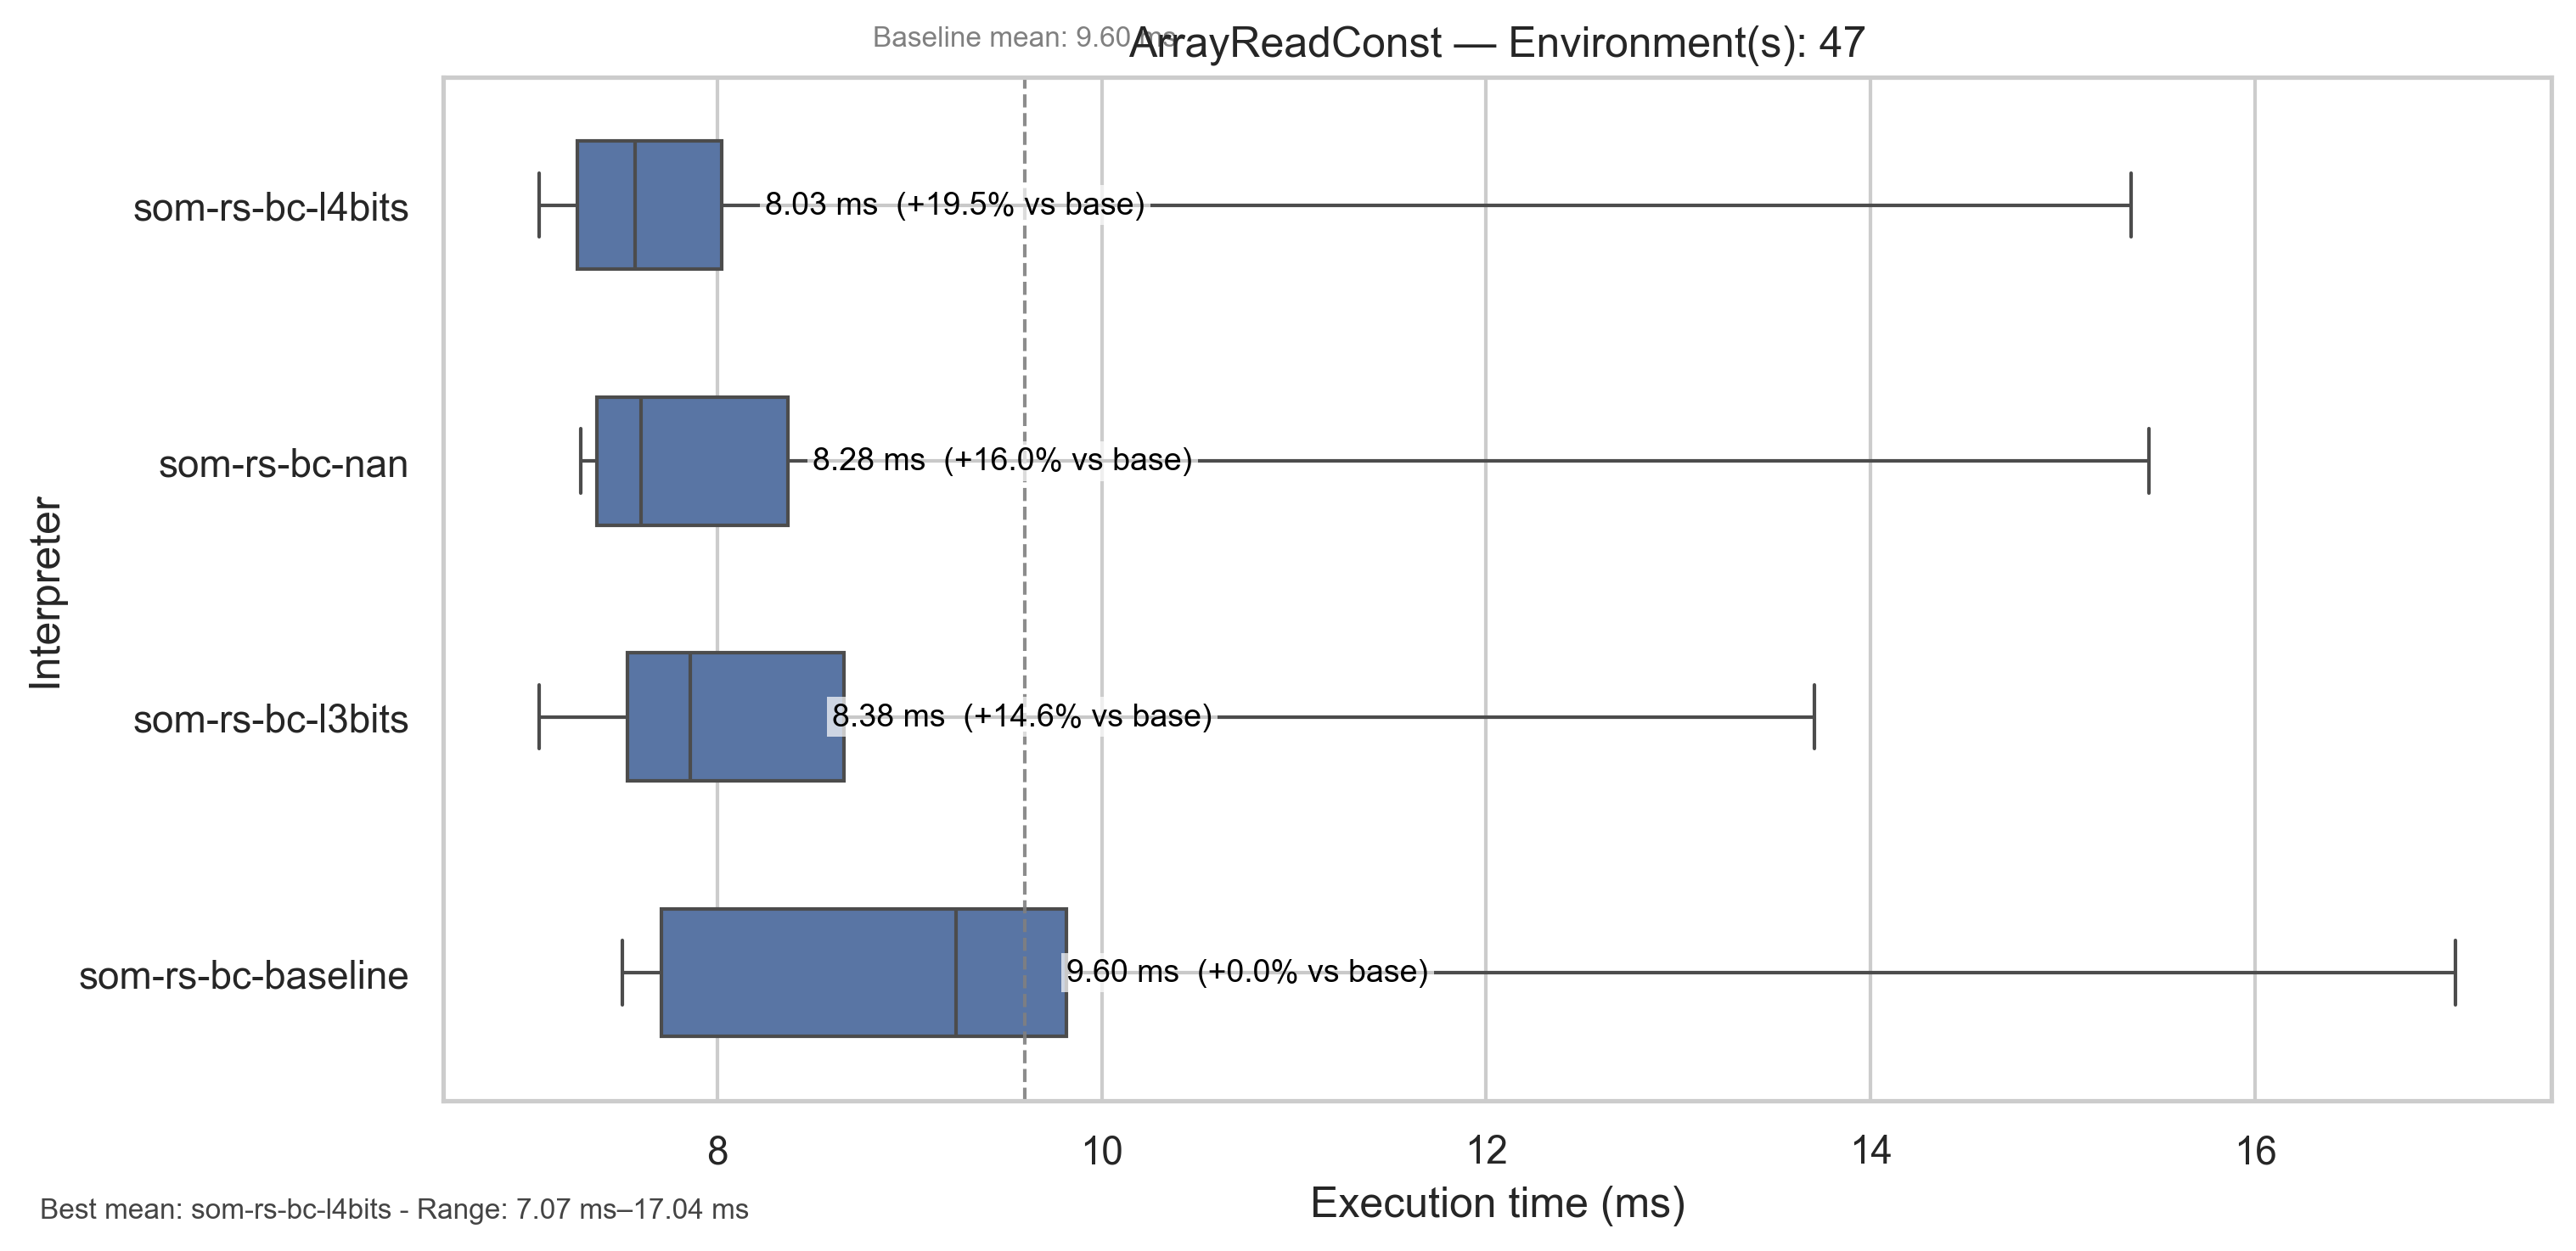 Baseline mean: 9.60 ms
ArrayReadConst — Environment(s): 47
Interpreter
som-rs-bc-l4bits
8.03 ms (+19.5% vs base)
som-rs-bc-nan
8.28 ms (+16.0% vs base)
som-rs-bc-l3bits
8.38 ms (+14.6% vs base)
som-rs-bc-baseline
9.60 ms (+0.0% vs base)
8 10 12 14 16
Execution time (ms)
Best mean: som-rs-bc-l4bits - Range: 7.07 ms–17.04 ms